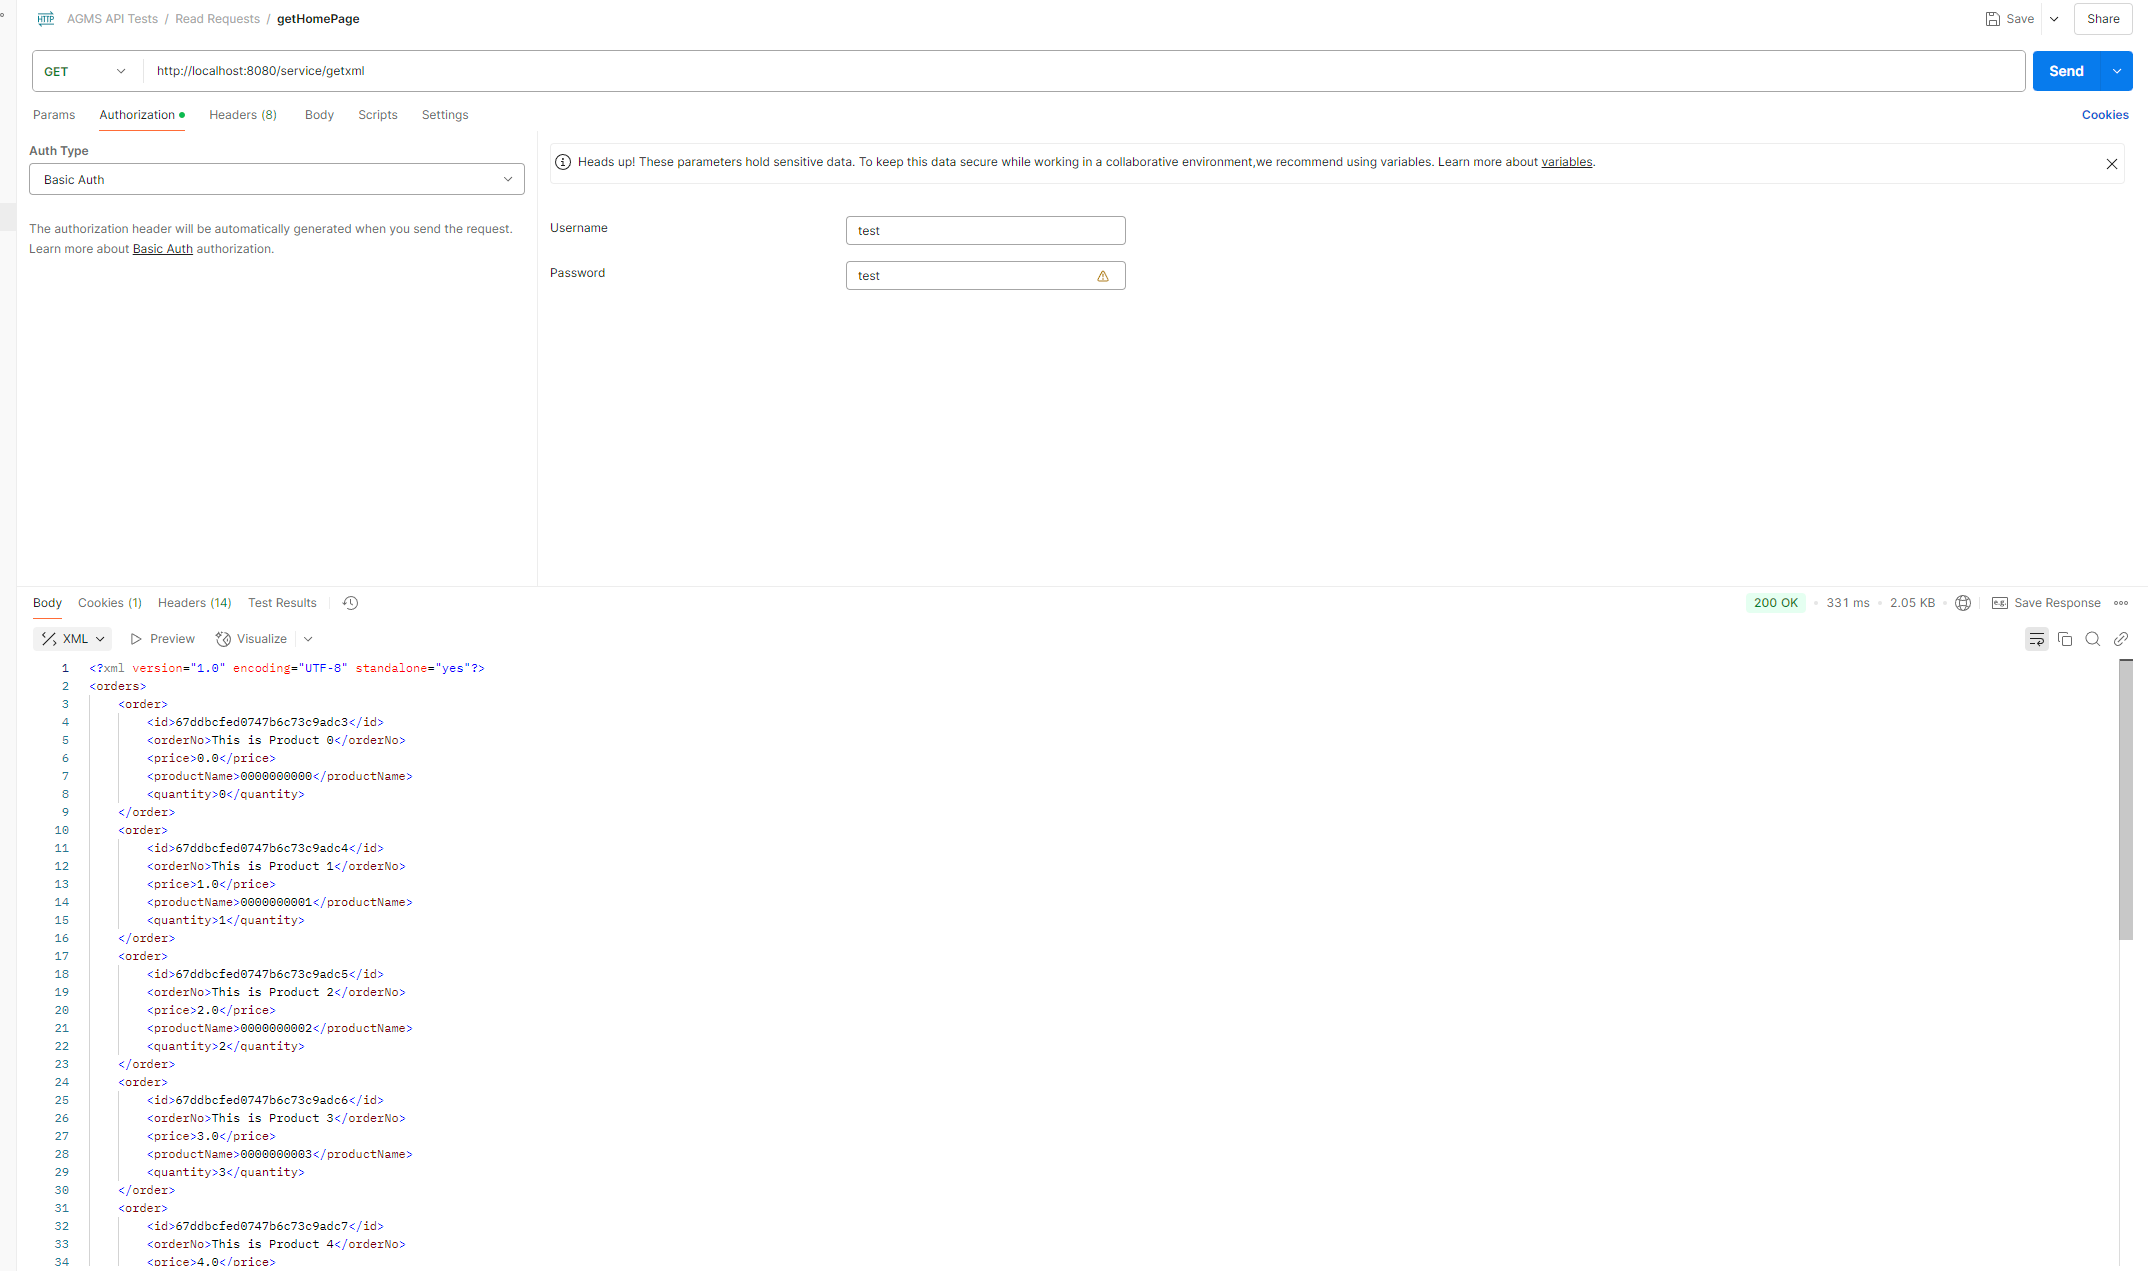 HTTP AGMS API Tests / Read Requests / getHomePage Save Share
GET http://localhost:8080/service/getxml Send
Params Authorization Headers (8) Body Scripts Settings Cookies
Auth Type
Basic Auth
The authorization header will be automatically generated when you send the request.
Learn more about Basic Auth authorization.
Heads up! These parameters hold sensitive data. To keep this data secure while working in a collaborative environment,we recommend using variables. Learn more about variables.
Username test
Password test
Body Cookies (1) Headers (14) Test Results 200 OK 331 ms 2.05 KB e.g. Save Response
XML Preview Visualize
1 <?xml version="1.0" encoding="UTF-8" standalone="yes"?>
2 <orders>
3 <order>
4 <id>67ddbcfed0747b6c73c9adc3</id>
5 <orderNo>This is Product 0</orderNo>
6 <price>0.0</price>
7 <productName>0000000000</productName>
8 <quantity>0</quantity>
9 </order>
10 <order>
11 <id>67ddbcfed0747b6c73c9adc4</id>
12 <orderNo>This is Product 1</orderNo>
13 <price>1.0</price>
14 <productName>0000000001</productName>
15 <quantity>1</quantity>
16 </order>
17 <order>
18 <id>67ddbcfed0747b6c73c9adc5</id>
19 <orderNo>This is Product 2</orderNo>
20 <price>2.0</price>
21 <productName>0000000002</productName>
22 <quantity>2</quantity>
23 </order>
24 <order>
25 <id>67ddbcfed0747b6c73c9adc6</id>
26 <orderNo>This is Product 3</orderNo>
27 <price>3.0</price>
28 <productName>0000000003</productName>
29 <quantity>3</quantity>
30 </order>
31 <order>
32 <id>67ddbcfed0747b6c73c9adc7</id>
33 <orderNo>This is Product 4</orderNo>
34 <price>4.0</price>